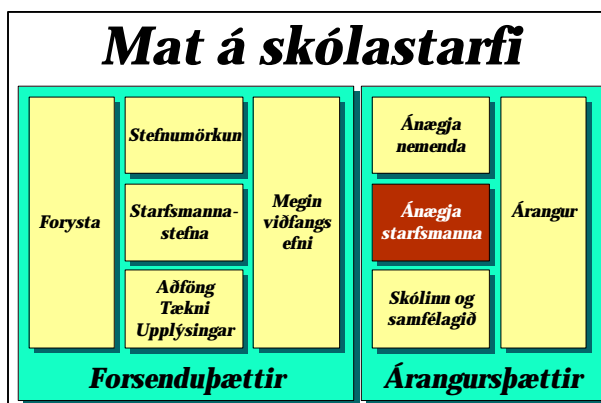 Mat á skólastarfi
Forysta
Stefnumörkun
Starfsmanna-
stefna
Aðföng
Tækni
Upplýsingar
Megin
viðfangs
efni
Forsenduþættir
Ánægja
nemenda
Ánægja
starfsmanna
Skólinn og
samfélagið
Árangur
Árangursþættir